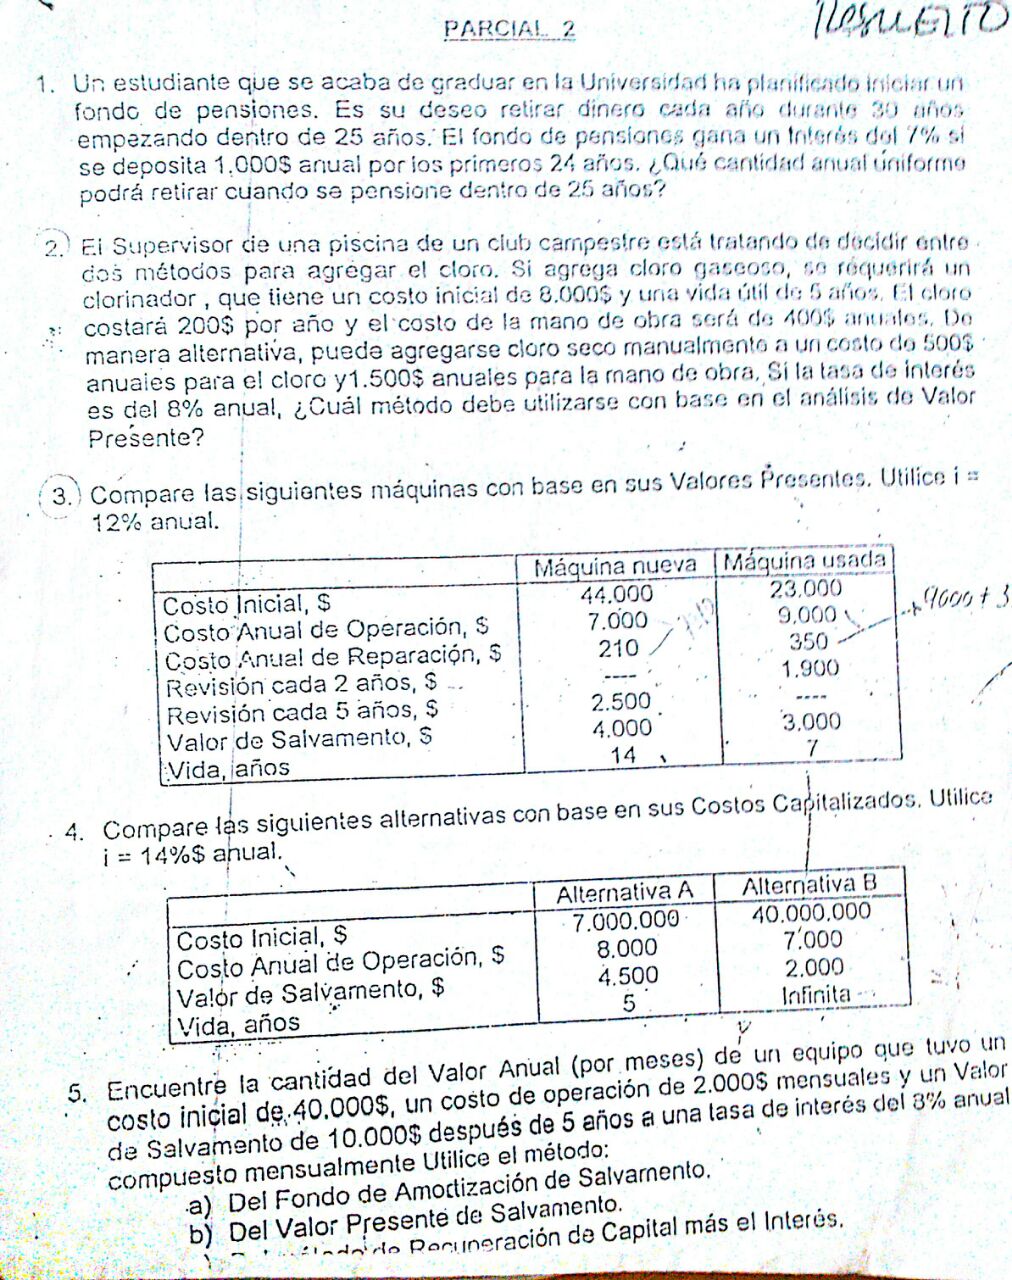 RESUELTO
PARCIAL 2
1. Un estudiante que se acaba de graduar en la Universidad ha planificado iniciar un
fondo de pensiones. Es su deseo retirar dinero cada año durante 30 años
empezando dentro de 25 años. El fondo de pensiones gana un interés del 7% si
se deposita 1.000$ anual por los primeros 24 años. ¿Qué cantidad anual uniforme
podrá retirar cuando se pensione dentro de 25 años?
2. El Supervisor de una piscina de un club campestre está tratando de decidir entre
dos métodos para agregar el cloro. Si agrega cloro gaseoso, se requerirá un
clorinador , que tiene un costo inicial de 8.000$ y una vida útil de 5 años. El cloro
costará 200$ por año y el costo de la mano de obra será de 400$ anuales. De
manera alternativa, puede agregarse cloro seco manualmente a un costo de 500$
anuales para el cloro y1.500$ anuales para la mano de obra. Si la tasa de interés
es del 8% anual, ¿Cuál método debe utilizarse con base en el análisis de Valor
Presente?
3. Compare las siguientes máquinas con base en sus Valores Presentes. Utilice i =
12% anual.
Máquina nueva Máquina usada
Costo Inicial, $ 44.000 23.000
Costo Anual de Operación, $ 7.000 9.000
9000 + 3
Costo Anual de Reparación, $ 210 350
Revisión cada 2 años, $ ---- 1.900
Revisión cada 5 años, $ 2.500 ----
Valor de Salvamento, $ 4.000 3.000
Vida, años 14 7
4. Compare las siguientes alternativas con base en sus Costos Capitalizados. Utilice
i = 14%$ anual.
Alternativa A Alternativa B
Costo Inicial, $ 7.000.000 40.000.000
Costo Anual de Operación, $ 8.000 7.000
Valor de Salvamento, $ 4.500 2.000
Vida, años 5 Infinita
5. Encuentre la cantidad del Valor Anual (por meses) de un equipo que tuvo un
costo inicial de 40.000$, un costo de operación de 2.000$ mensuales y un Valor
de Salvamento de 10.000$ después de 5 años a una tasa de interés del 8% anual
compuesto mensualmente Utilice el método:
a) Del Fondo de Amortización de Salvamento.
b) Del Valor Presente de Salvamento.
de Recuperación de Capital más el Interés.